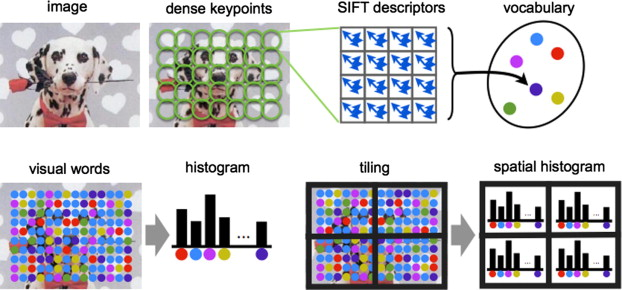 image
dense keypoints
SIFT descriptors
vocabulary
visual words
histogram
tiling
spatial histogram
...
... ...
... ...